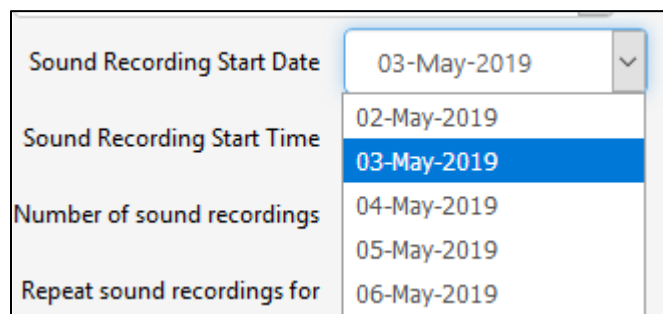 Sound Recording Start Date 03-May-2019
02-May-2019
Sound Recording Start Time
03-May-2019
Number of sound recordings 04-May-2019
05-May-2019
Repeat sound recordings for 06-May-2019